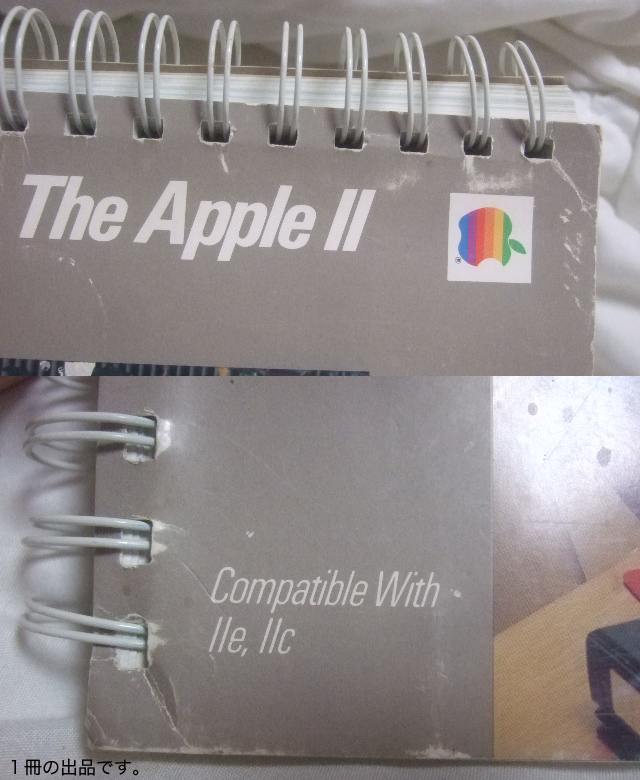 The Apple II
®
Compatible With
IIe, IIc
１冊の出品です。